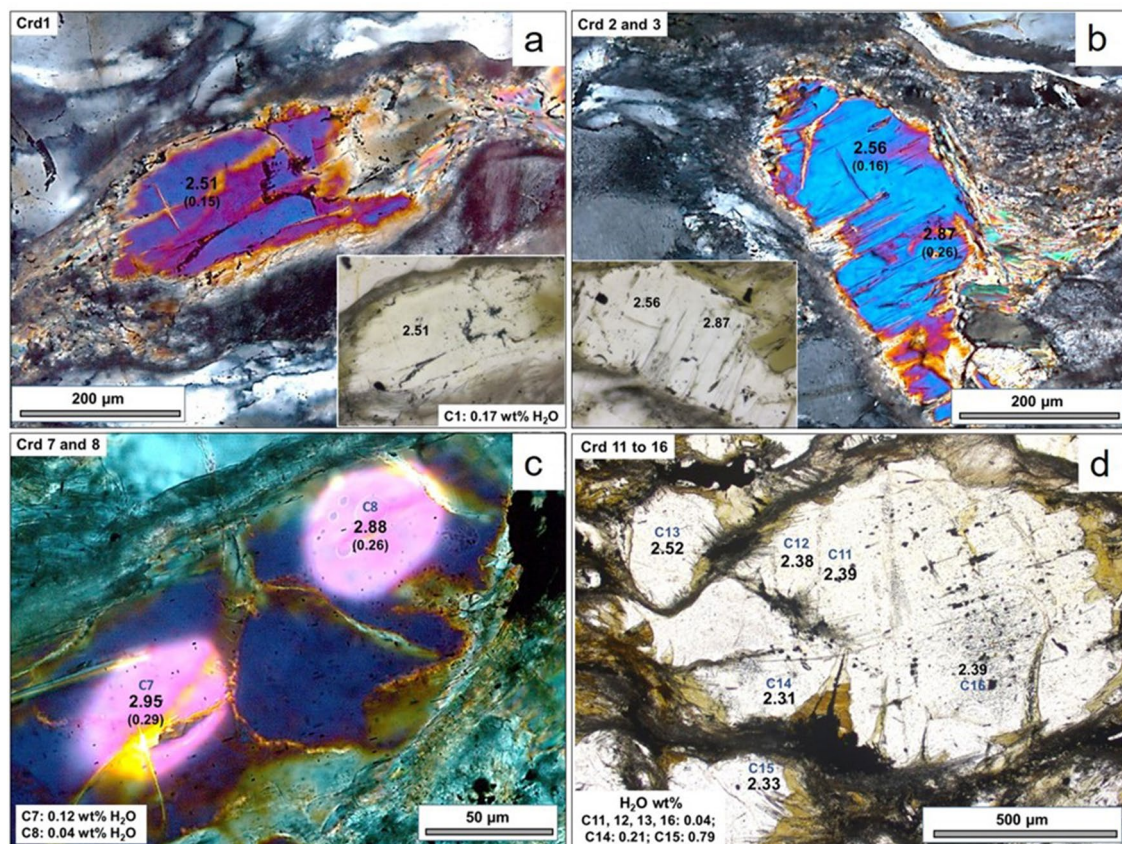 Crd1
a
2.51
(0.15)
2.51
200 µm
C1: 0.17 wt% H₂O
Crd 2 and 3
b
2.56
(0.16)
2.87
(0.26)
2.56
2.87
200 µm
Crd 7 and 8
c
C8
2.88
(0.26)
C7
2.95
(0.29)
C7: 0.12 wt% H₂O
C8: 0.04 wt% H₂O
50 µm
Crd 11 to 16
d
C13
2.52
C12
2.38
C11
2.39
2.39
C16
C14
2.31
C15
2.33
H₂O wt%
C11, 12, 13, 16: 0.04;
C14: 0.21; C15: 0.79
500 µm